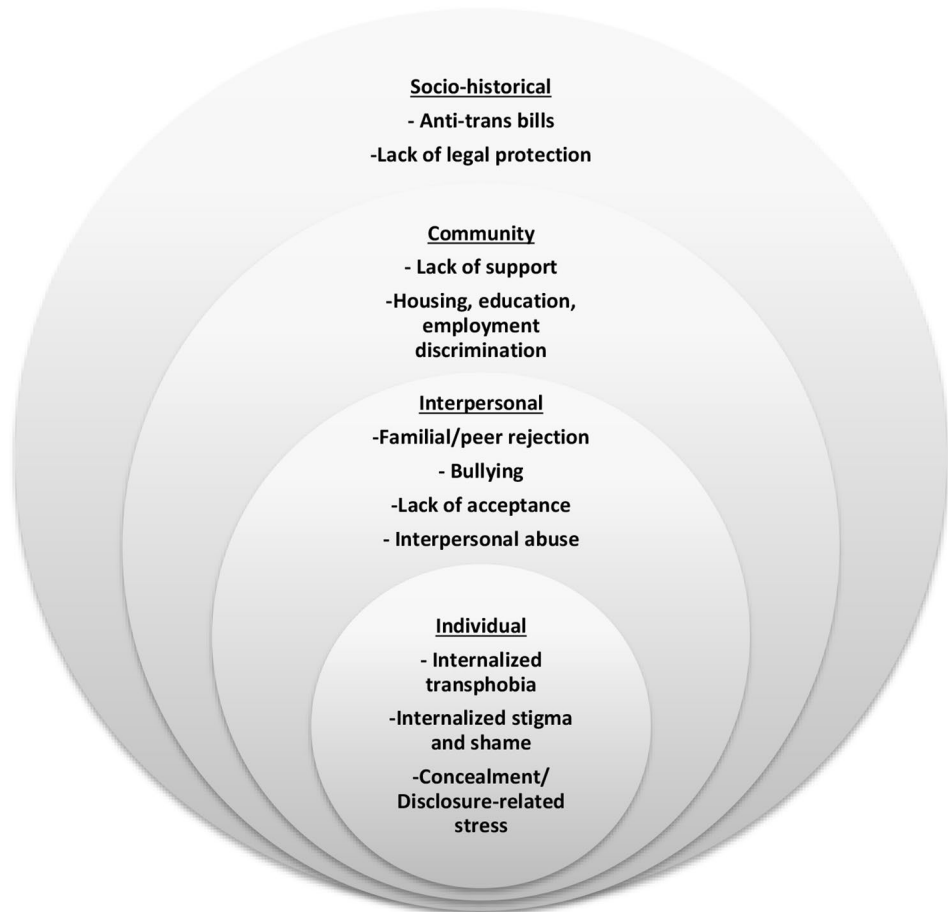 Socio-historical
- Anti-trans bills
-Lack of legal protection
Community
- Lack of support
-Housing, education,
employment
discrimination
Interpersonal
-Familial/peer rejection
- Bullying
-Lack of acceptance
- Interpersonal abuse
Individual
- Internalized
transphobia
-Internalized stigma
and shame
-Concealment/
Disclosure-related
stress